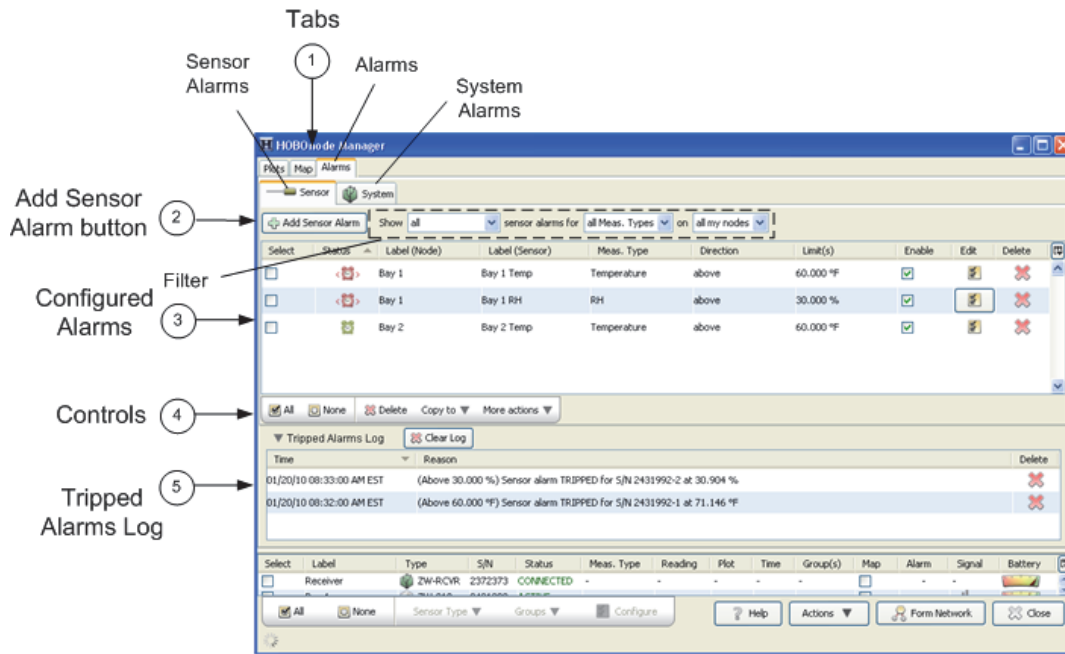 Tabs
1
Sensor Alarms
Alarms
System Alarms
HOBOnode Manager
Plots Map Alarms
Sensor System
Add Sensor Alarm button
2
Add Sensor Alarm Show all sensor alarms for all Meas. Types on all my nodes
Filter
Select Status Label (Node) Label (Sensor) Meas. Type Direction Limit(s) Enable Edit Delete
Bay 1 Bay 1 Temp Temperature above 60.000 °F
Bay 1 Bay 1 RH RH above 30.000 %
Bay 2 Bay 2 Temp Temperature above 60.000 °F
Configured Alarms
3
Controls
4
All None Delete Copy to More actions
Tripped Alarms Log Clear Log
Time Reason Delete
01/20/10 08:33:00 AM EST (Above 30.000 %) Sensor alarm TRIPPED for S/N 2431992-2 at 30.904 %
01/20/10 08:32:00 AM EST (Above 60.000 °F) Sensor alarm TRIPPED for S/N 2431992-1 at 71.146 °F
5
Tripped Alarms Log
Select Label Type S/N Status Meas. Type Reading Plot Time Group(s) Map Alarm Signal Battery
Receiver ZW-RCVR 2372373 CONNECTED - - - - - - -
All None Sensor Type Groups Configure Help Actions Form Network Close